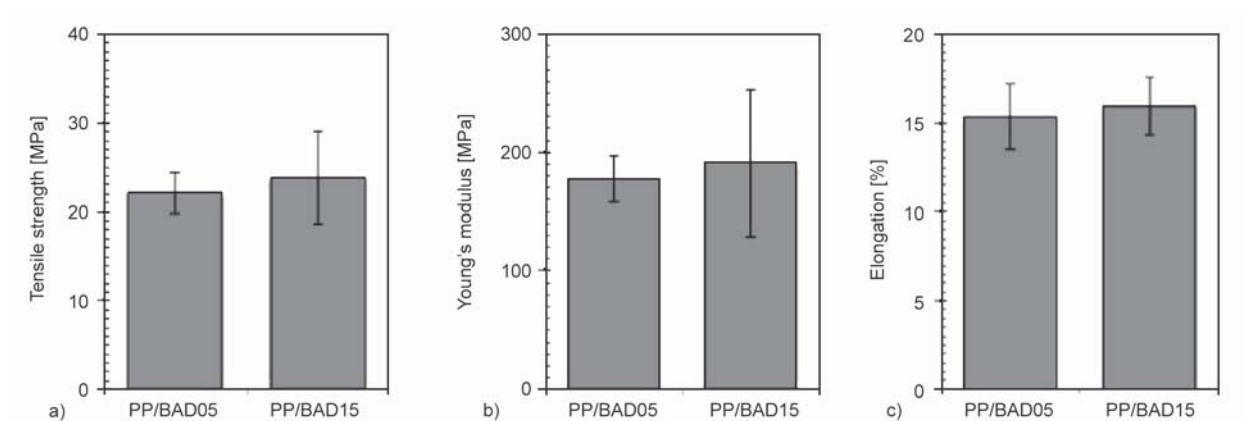 40
30
20
10
0
Tensile strength [MPa]
a)
PP/BAD05
PP/BAD15
300
200
100
0
Young's modulus [MPa]
b)
PP/BAD05
PP/BAD15
20
15
15
5
0
Elongation [%]
c)
PP/BAD05
PP/BAD15